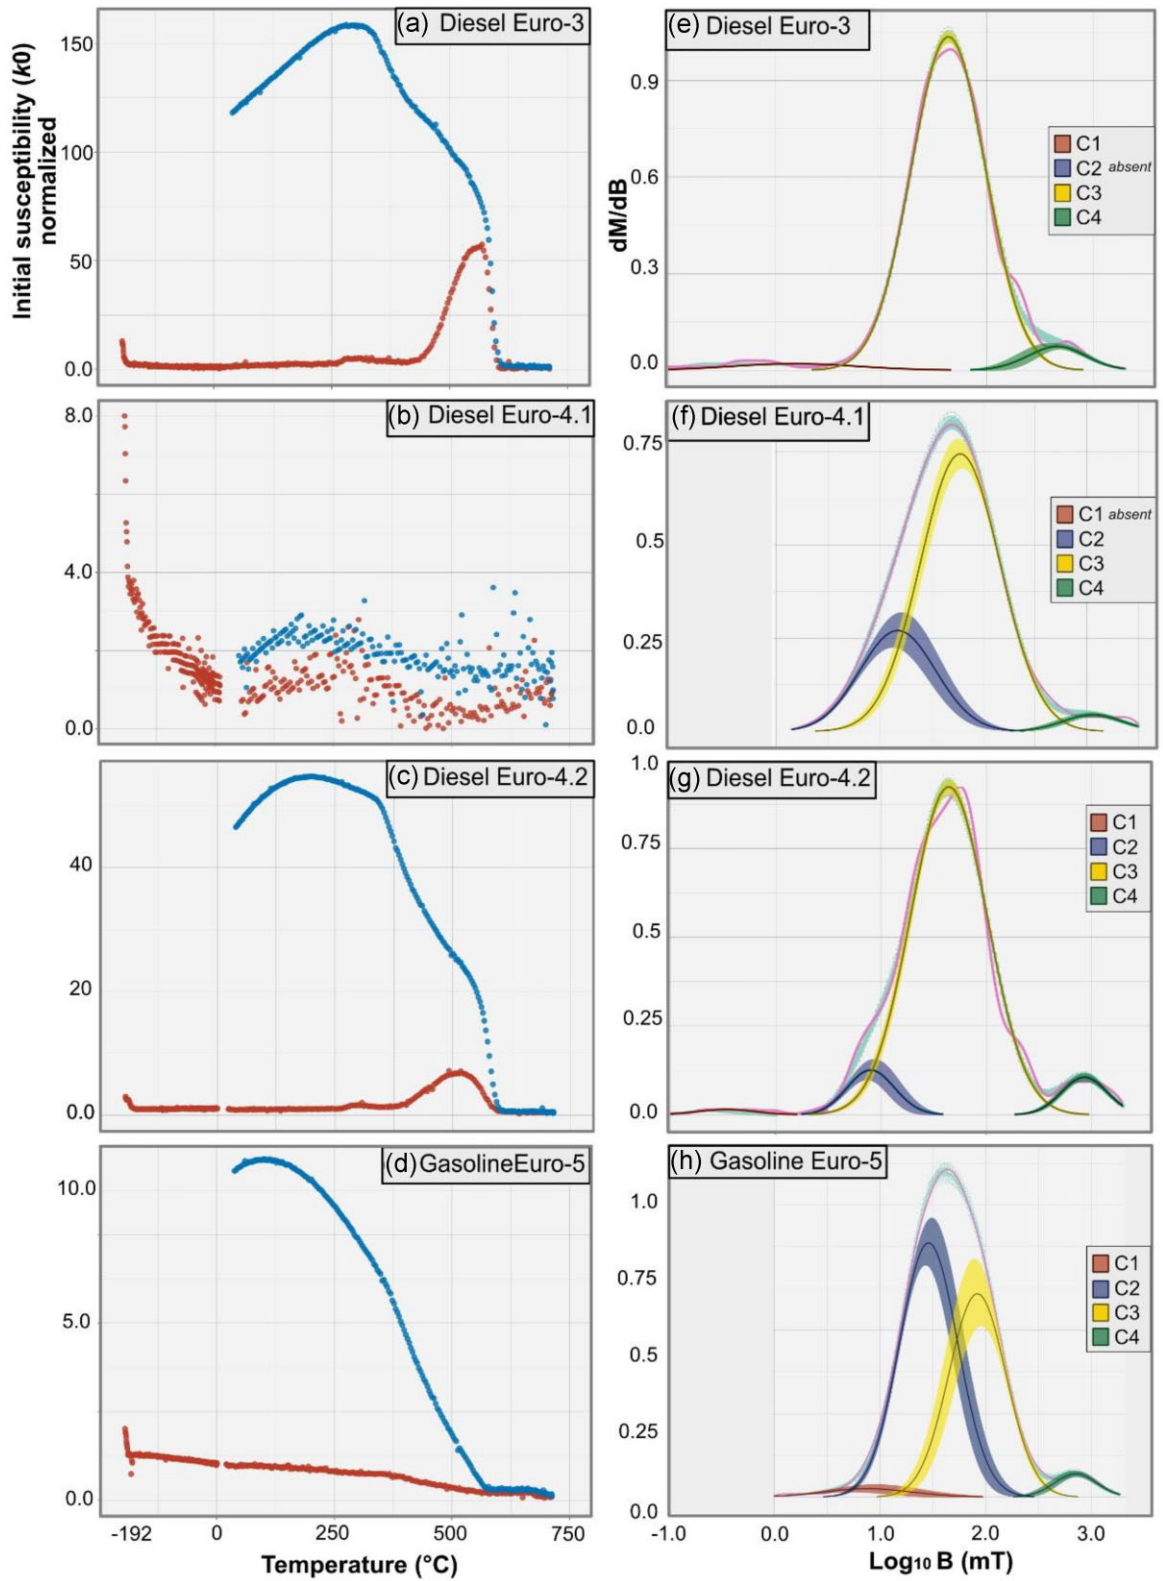 Initial susceptibility (k0)
normalized
(a) Diesel Euro-3
150
100
50
0.0
(b) Diesel Euro-4.1
8.0
4.0
0.0
(c) Diesel Euro-4.2
40
20
0.0
(d) GasolineEuro-5
10.0
5.0
0.0
-192 0 250 500 750
Temperature (°C)
(e) Diesel Euro-3
dM/dB
0.9
0.6
0.3
0.0
C1
C2 absent
C3
C4
(f) Diesel Euro-4.1
0.75
0.5
0.25
0.0
C1 absent
C2
C3
C4
(g) Diesel Euro-4.2
1.0
0.75
0.5
0.25
0.0
C1
C2
C3
C4
(h) Gasoline Euro-5
1.0
0.75
0.5
0.25
0.0
C1
C2
C3
C4
-1.0 0.0 1.0 2.0 3.0
Log₁₀ B (mT)